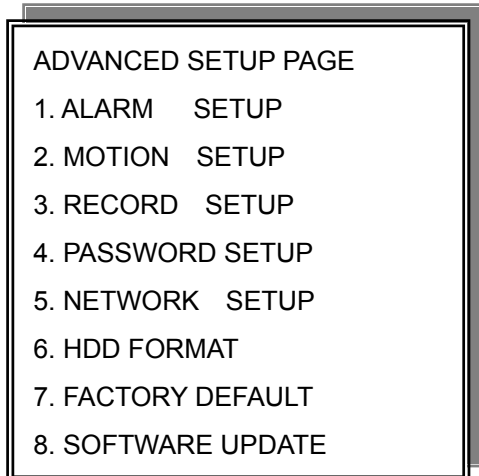 ADVANCED SETUP PAGE
1. ALARM SETUP
2. MOTION SETUP
3. RECORD SETUP
4. PASSWORD SETUP
5. NETWORK SETUP
6. HDD FORMAT
7. FACTORY DEFAULT
8. SOFTWARE UPDATE